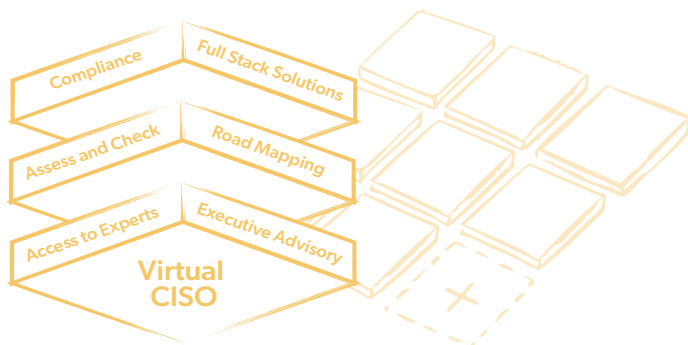 Compliance
Full Stack Solutions
Assess and Check
Road Mapping
Access to Experts
Executive Advisory
Virtual
CISO